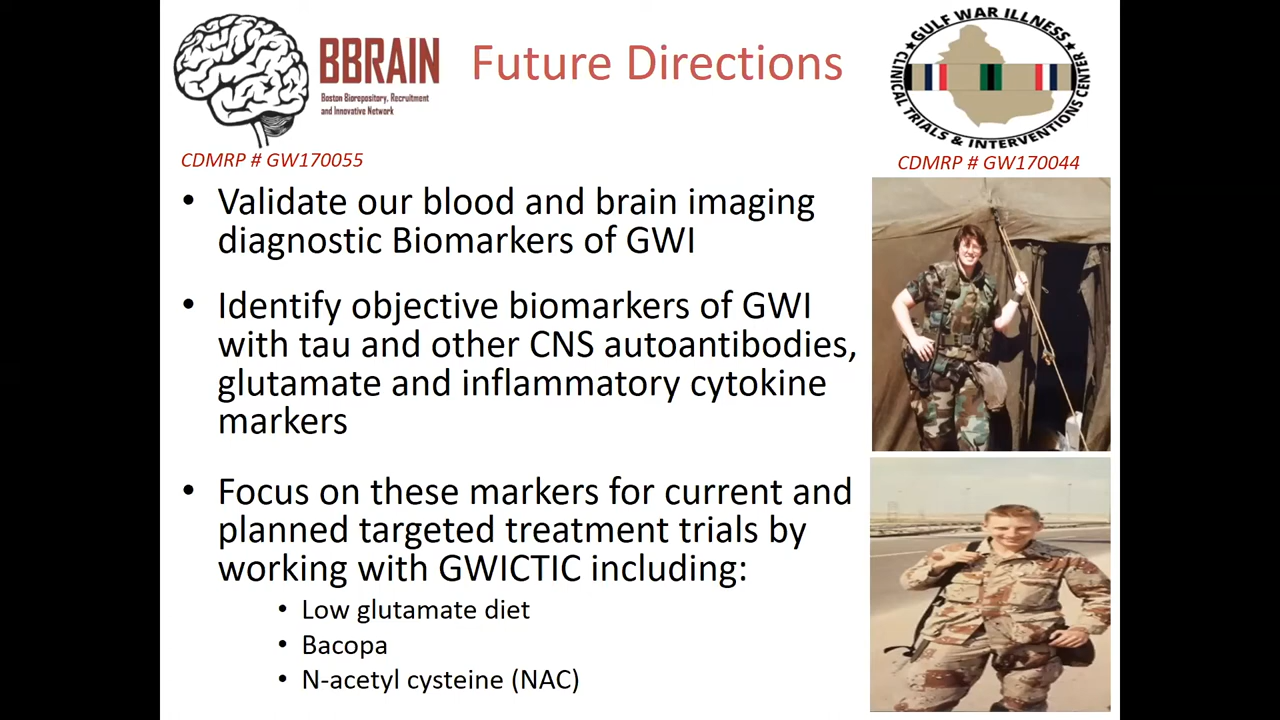 BBRAIN
Boston Biorepository, Recruitment
and Innovative Network
Future Directions
GULF WAR ILLNESS
CLINICAL TRIALS & INTERVENTIONS CENTER
CDMRP # GW170055
CDMRP # GW170044
• Validate our blood and brain imaging
diagnostic Biomarkers of GWI
• Identify objective biomarkers of GWI
with tau and other CNS autoantibodies,
glutamate and inflammatory cytokine
markers
• Focus on these markers for current and
planned targeted treatment trials by
working with GWICTIC including:
• Low glutamate diet
• Bacopa
• N-acetyl cysteine (NAC)